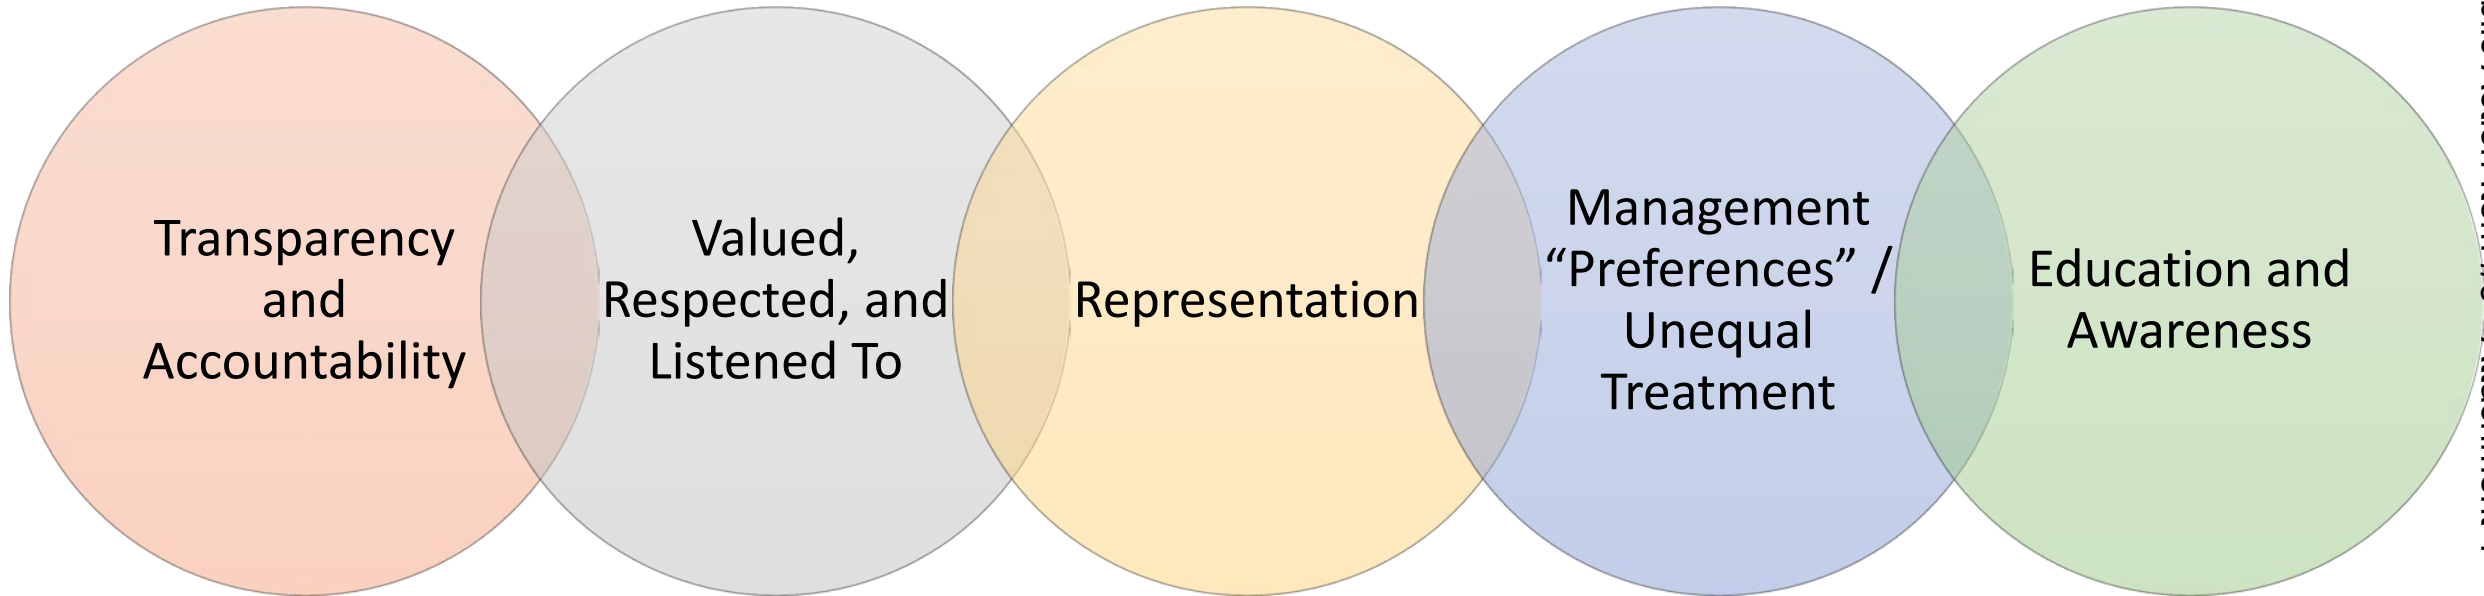 Transparency
and
Accountability
Valued,
Respected, and
Listened To
Representation
Management
“Preferences” /
Unequal
Treatment
Education and
Awareness